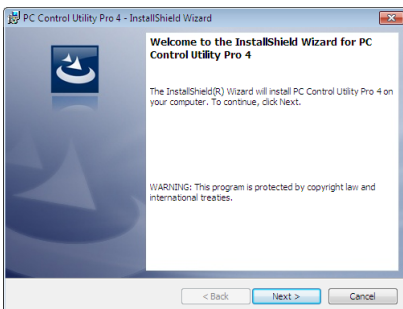 PC Control Utility Pro 4 - InstallShield Wizard
Welcome to the InstallShield Wizard for PC
Control Utility Pro 4
The InstallShield(R) Wizard will install PC Control Utility Pro 4 on
your computer. To continue, click Next.
WARNING: This program is protected by copyright law and
international treaties.
< Back Next > Cancel